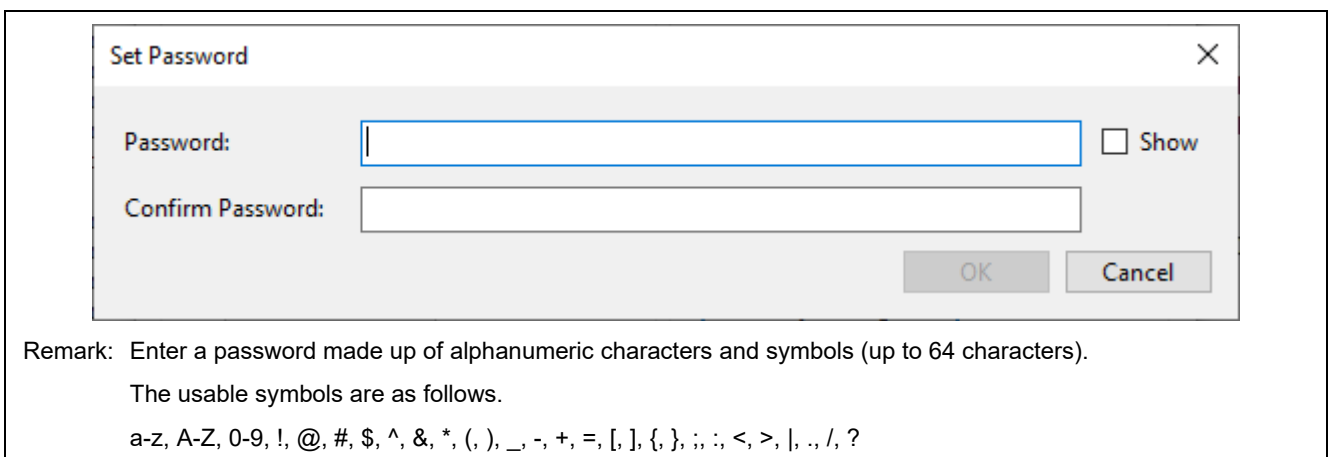 Set Password
Password:
Show
Confirm Password:
OK
Cancel
Remark: Enter a password made up of alphanumeric characters and symbols (up to 64 characters).
The usable symbols are as follows.
a-z, A-Z, 0-9, !, @, #, $, ^, &, *, (, ), _, -, +, =, [, ], {, }, ;, :, <, >, |, ., /, ?